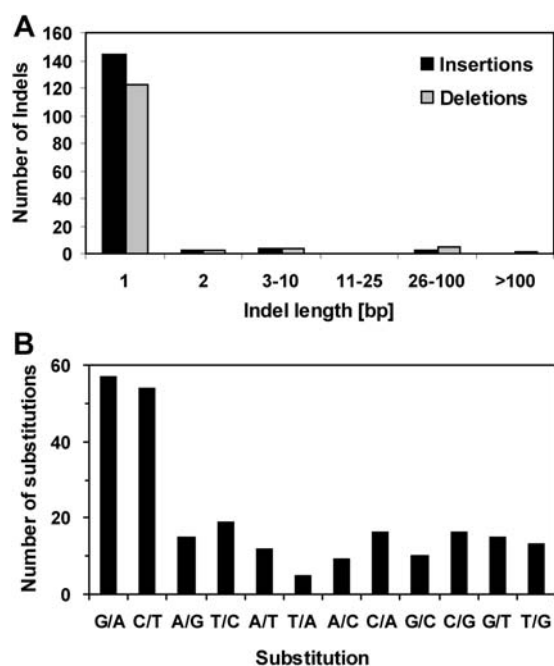 A
Number of Indels
160
140
120
100
80
60
40
20
0
Insertions
Deletions
1 2 3-10 11-25 26-100 >100
Indel length [bp]
B
Number of substitutions
60
40
20
0
G/A C/T A/G T/C A/T T/A A/C C/A G/C C/G G/T T/G
Substitution